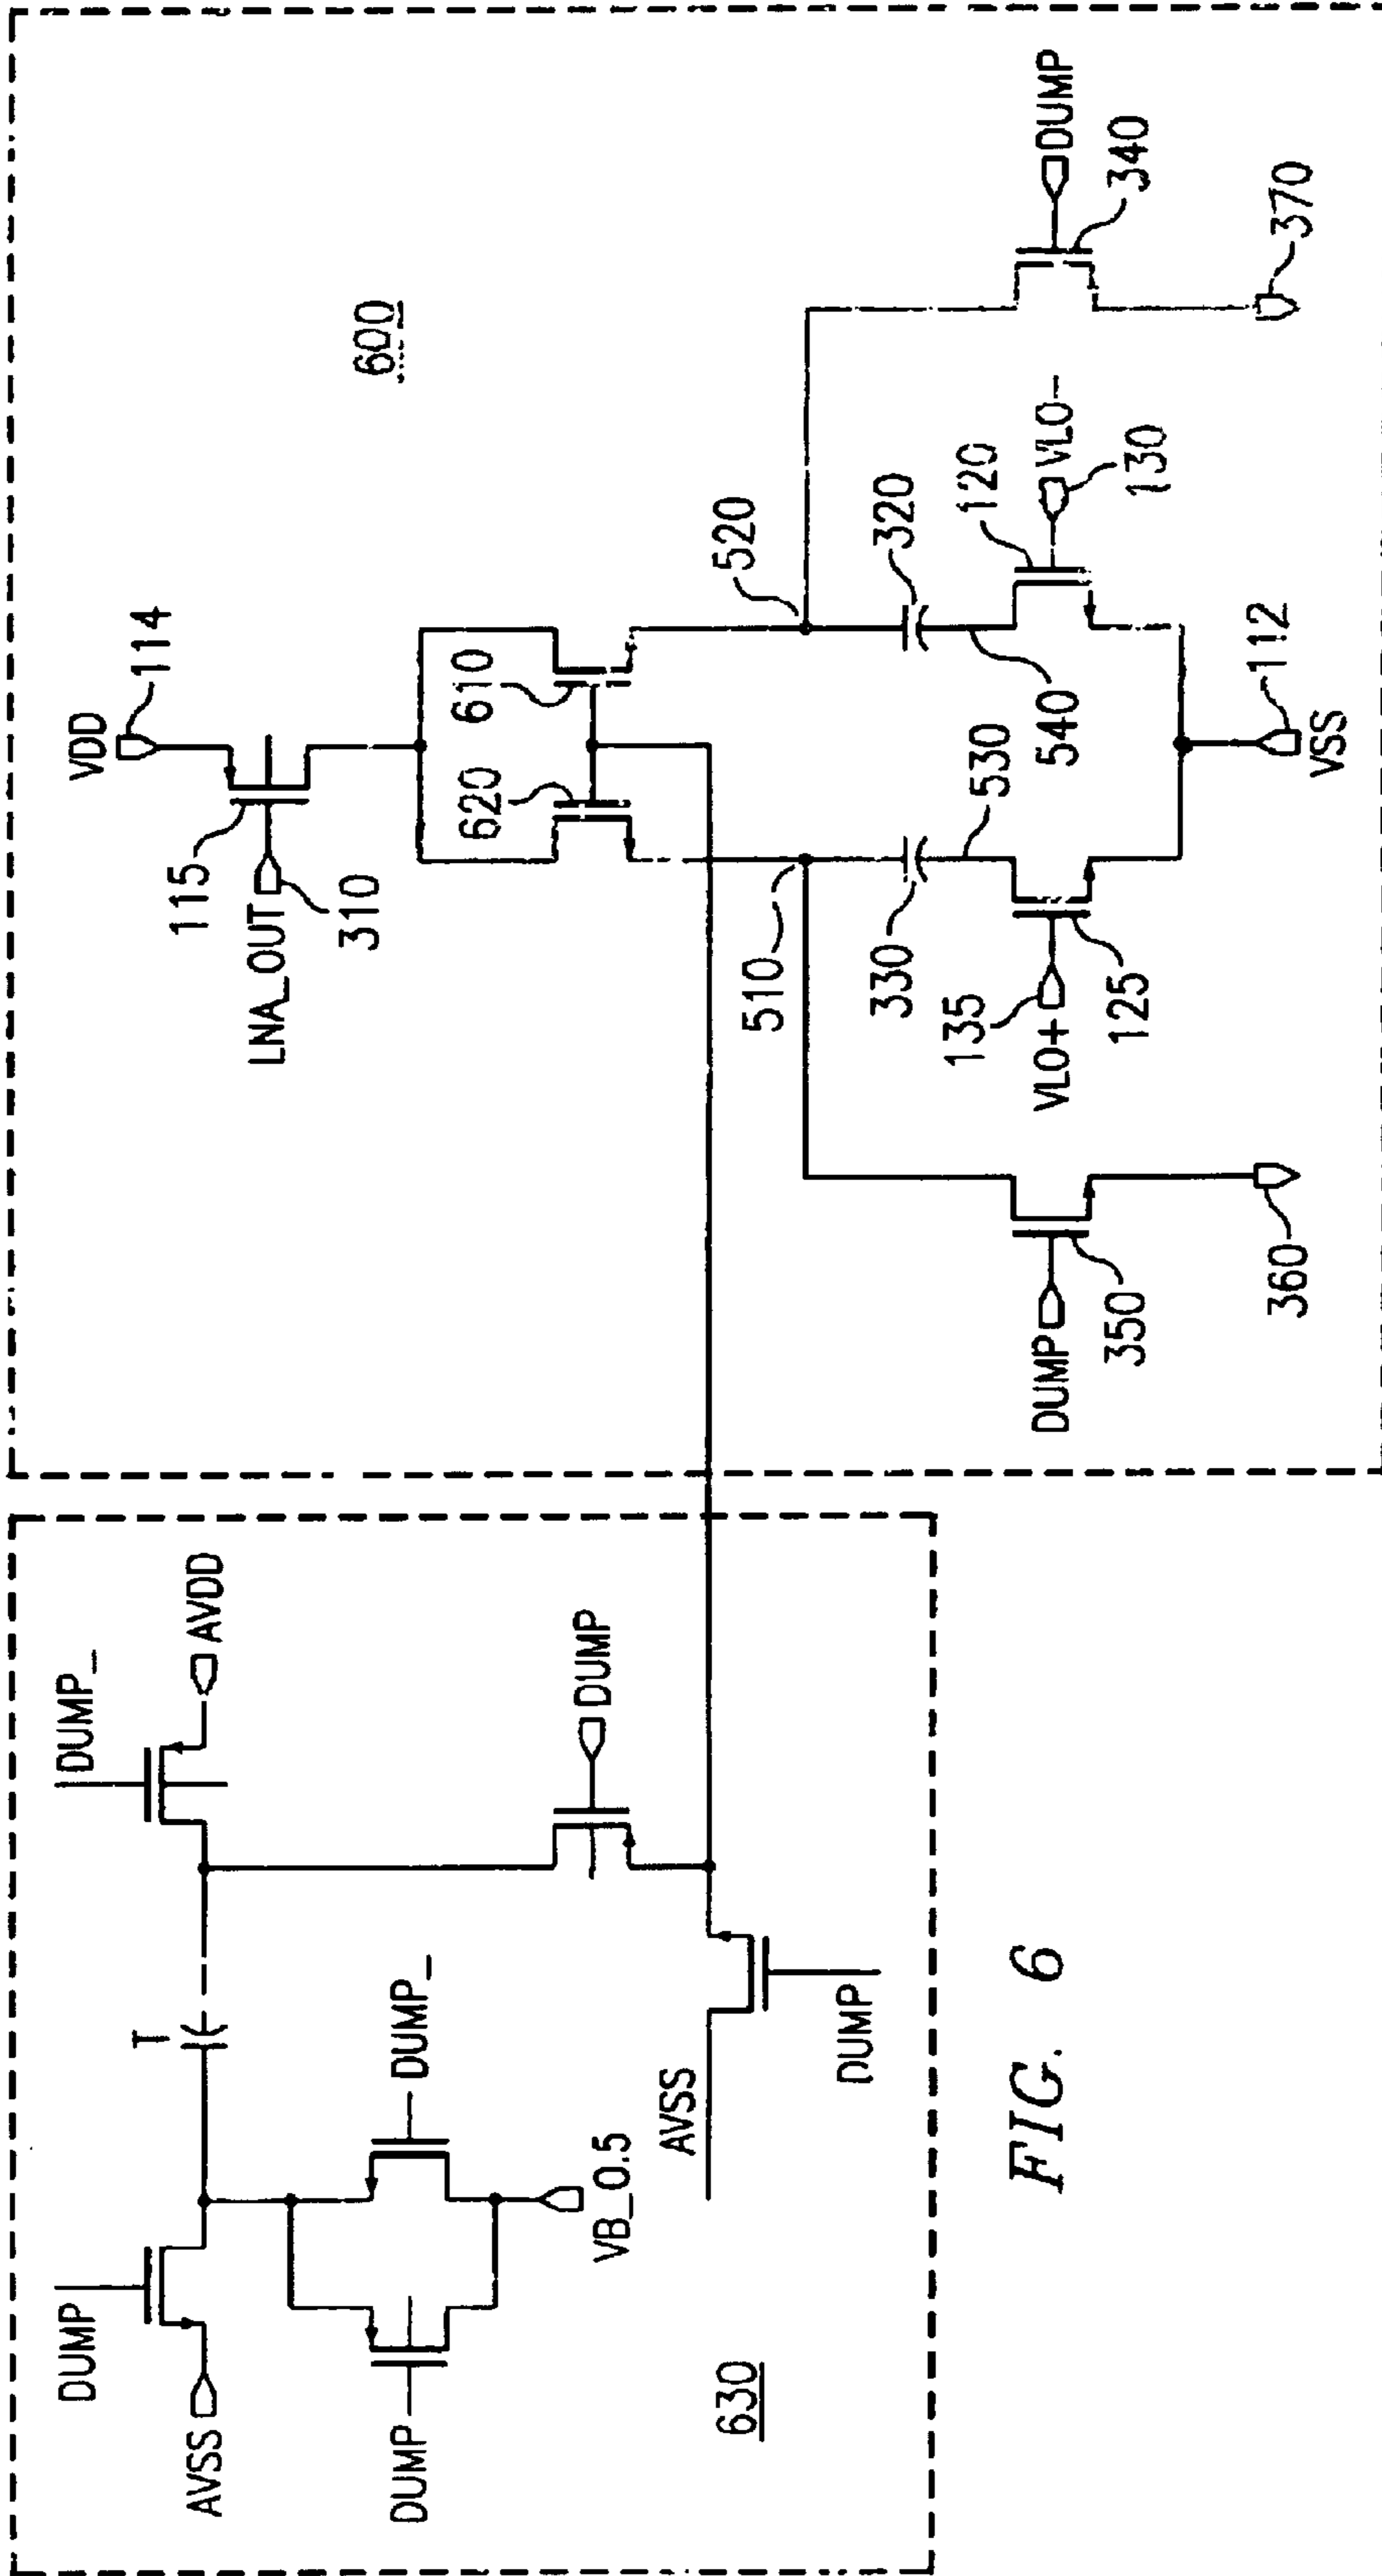 DUMP
AVSS
T
DUMP_
AVDD
DUMP
DUMP_
VB_0.5
DUMP
AVSS
DUMP
630
VDD
114
115
LNA_OUT
310
600
620
610
510
520
330
530
320
540
120
DUMP
350
360
VLO+
135
125
VLO-
130
DUMP
340
370
112
VSS
FIG. 6